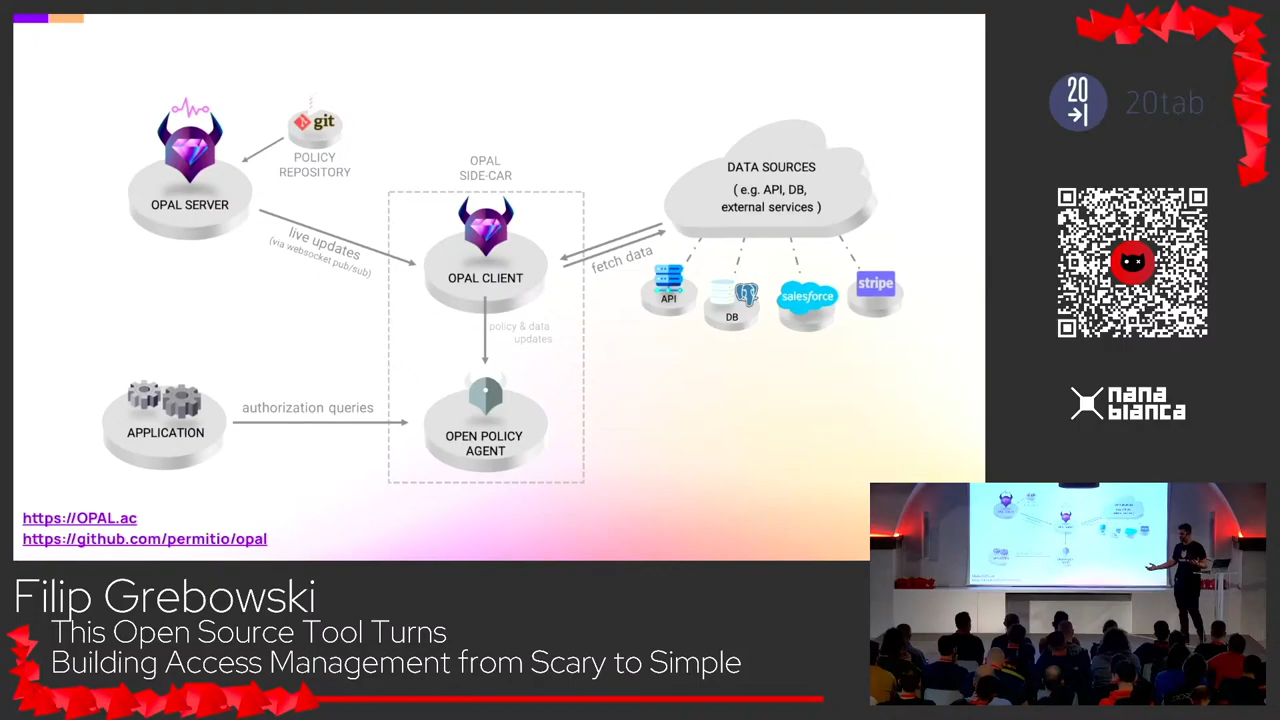 git
POLICY
REPOSITORY
OPAL SERVER
OPAL
SIDE-CAR
DATA SOURCES
( e.g. API, DB,
external services )
live updates
(via websocket pub/sub)
OPAL CLIENT
fetch data
API
DB
salesforce
stripe
policy & data
updates
APPLICATION
authorization queries
OPEN POLICY
AGENT
https://OPAL.ac
https://github.com/permitio/opal
20
20tab
nana
bianca
Filip Grebowski
This Open Source Tool Turns
Building Access Management from Scary to Simple